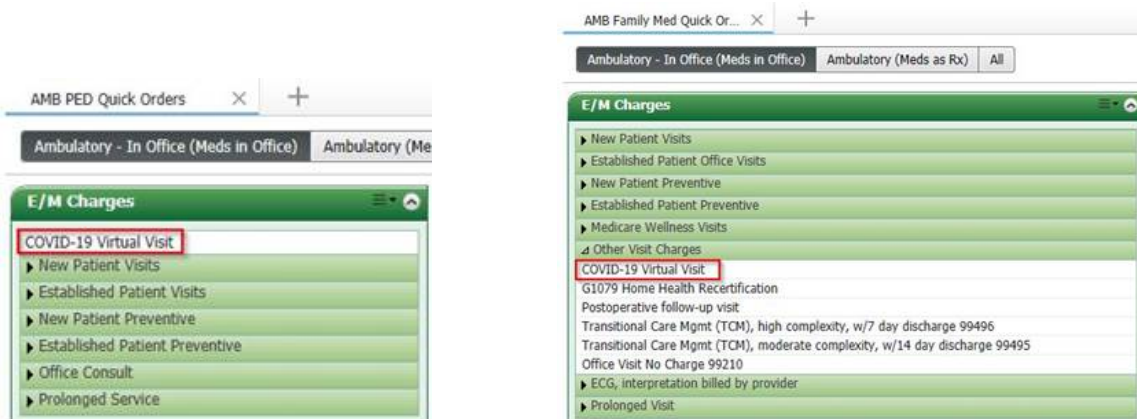 AMB PED Quick Orders
Ambulatory - In Office (Meds in Office) Ambulatory (Me
E/M Charges
COVID-19 Virtual Visit
New Patient Visits
Established Patient Visits
New Patient Preventive
Established Patient Preventive
Office Consult
Prolonged Service
AMB Family Med Quick Or...
Ambulatory - In Office (Meds in Office) Ambulatory (Meds as Rx) All
E/M Charges
New Patient Visits
Established Patient Office Visits
New Patient Preventive
Established Patient Preventive
Medicare Wellness Visits
Other Visit Charges
COVID-19 Virtual Visit
G1079 Home Health Recertification
Postoperative follow-up visit
Transitional Care Mgmt (TCM), high complexity, w/7 day discharge 99496
Transitional Care Mgmt (TCM), moderate complexity, w/14 day discharge 99495
Office Visit No Charge 99210
ECG, interpretation billed by provider
Prolonged Visit